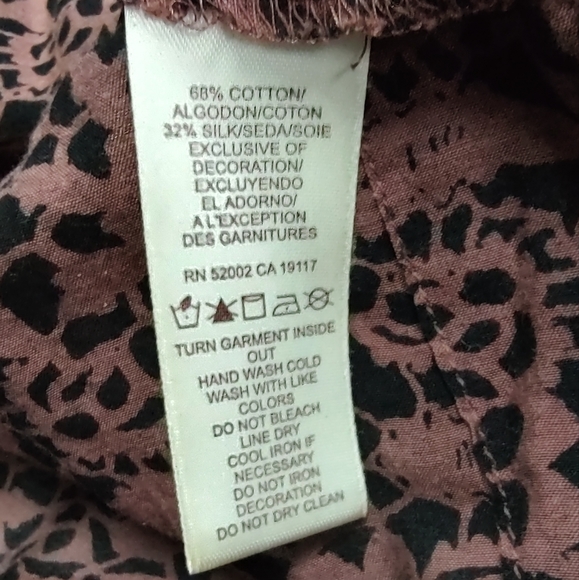 68% COTTON/
ALGODON/COTON
32% SILK/SEDA/SOIE
EXCLUSIVE OF
DECORATION/
EXCLUYENDO
EL ADORNO/
A L'EXCEPTION
DES GARNITURES
RN 52002 CA 19117
TURN GARMENT INSIDE
OUT
HAND WASH COLD
WASH WITH LIKE
COLORS
DO NOT BLEACH
LINE DRY
COOL IRON IF
NECESSARY
DO NOT IRON
DECORATION
DO NOT DRY CLEAN